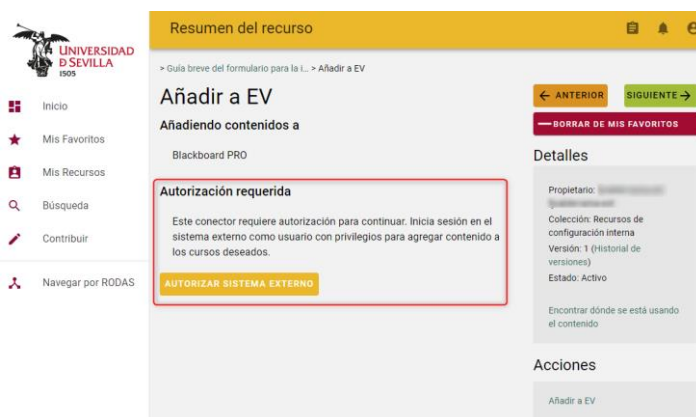 UNIVERSIDAD
D SEVILLA
1505
Inicio
Mis Favoritos
Mis Recursos
Búsqueda
Contribuir
Navegar por RODAS
Resumen del recurso
> Guía breve del formulario para la i... > Añadir a EV
Añadir a EV
Añadiendo contenidos a
Blackboard PRO
Autorización requerida
Este conector requiere autorización para continuar. Inicia sesión en el
sistema externo como usuario con privilegios para agregar contenido a
los cursos deseados.
AUTORIZAR SISTEMA EXTERNO
← ANTERIOR
SIGUIENTE →
BORRAR DE MIS FAVORITOS
Detalles
Propietario:
Colección: Recursos de
configuración interna
Versión: 1 (Historial de
versiones)
Estado: Activo
Encontrar dónde se está usando
el contenido
Acciones
Añadir a EV